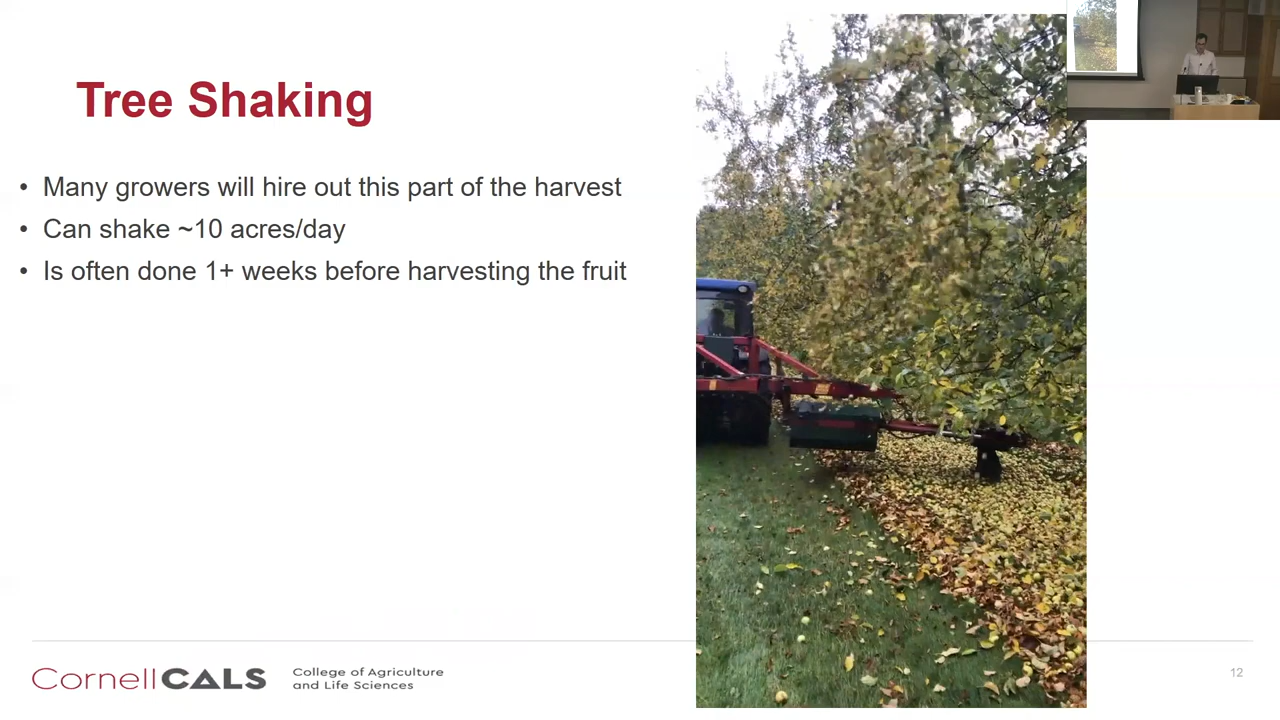 Tree Shaking
• Many growers will hire out this part of the harvest
• Can shake ~10 acres/day
• Is often done 1+ weeks before harvesting the fruit
CornellCALS
College of Agriculture
and Life Sciences
12